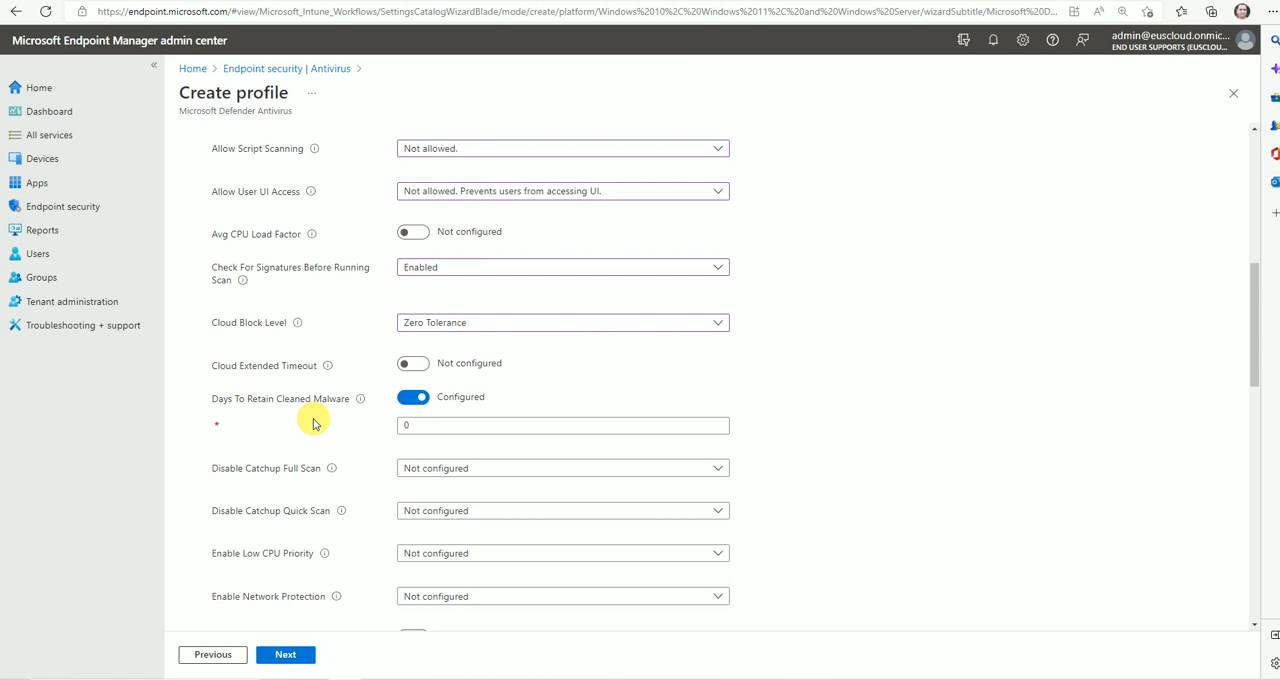 https://endpoint.microsoft.com/#view/Microsoft_Intune_Workflows/SettingsCatalogWizardBlade/mode/create/platform/Windows%2010%2C%20Windows%2011%2C%20and%20Windows%20Server/wizardSubtitle/Microsoft%20D...
Microsoft Endpoint Manager admin center
admin@euscloud.onmic...
END USER SUPPORTS (EUSCLOU...
Home
Dashboard
All services
Devices
Apps
Endpoint security
Reports
Users
Groups
Tenant administration
Troubleshooting + support
Home > Endpoint security | Antivirus >
Create profile ...
Microsoft Defender Antivirus
Allow Script Scanning Not allowed.
Allow User UI Access Not allowed. Prevents users from accessing UI.
Avg CPU Load Factor Not configured
Check For Signatures Before Running Enabled
Scan
Cloud Block Level Zero Tolerance
Cloud Extended Timeout Not configured
Days To Retain Cleaned Malware Configured
* 0
Disable Catchup Full Scan Not configured
Disable Catchup Quick Scan Not configured
Enable Low CPU Priority Not configured
Enable Network Protection Not configured
Previous Next